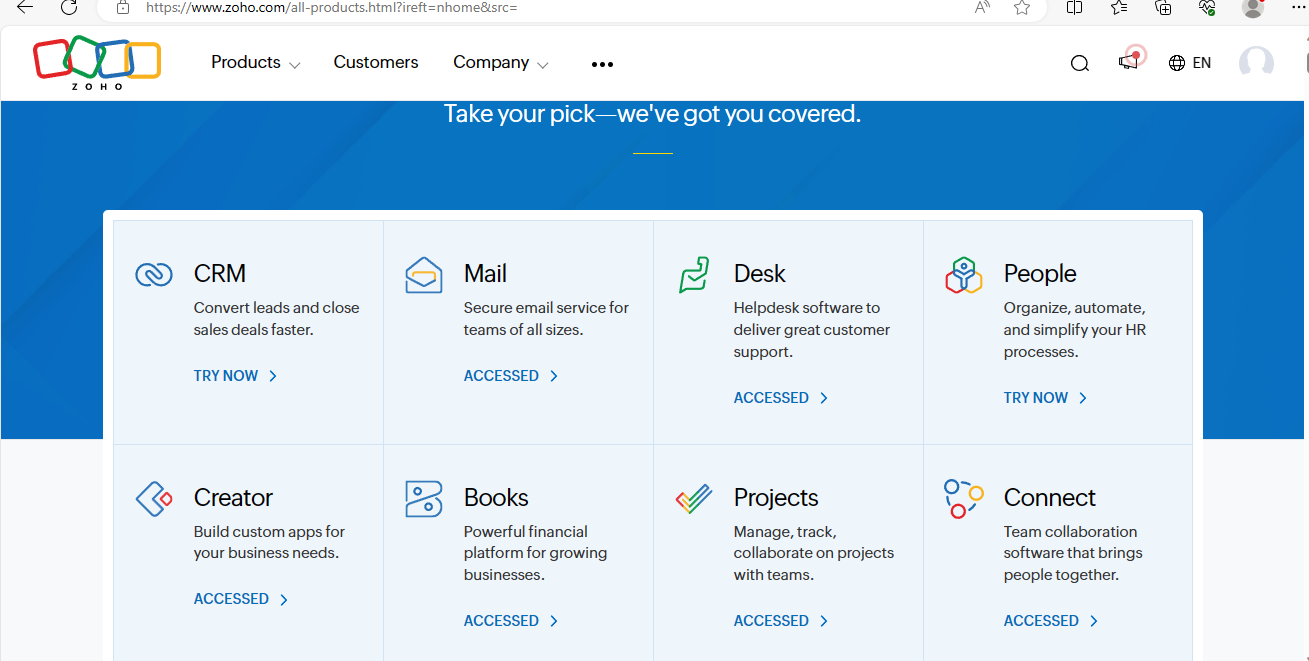 https://www.zoho.com/all-products.html?ireft=nhome&src=
ZOHO
Products
Customers
Company
EN
Take your pick—we've got you covered.
CRM
Convert leads and close
sales deals faster.
TRY NOW
Mail
Secure email service for
teams of all sizes.
ACCESSED
Desk
Helpdesk software to
deliver great customer
support.
ACCESSED
People
Organize, automate,
and simplify your HR
processes.
TRY NOW
Creator
Build custom apps for
your business needs.
ACCESSED
Books
Powerful financial
platform for growing
businesses.
ACCESSED
Projects
Manage, track,
collaborate on projects
with teams.
ACCESSED
Connect
Team collaboration
software that brings
people together.
ACCESSED